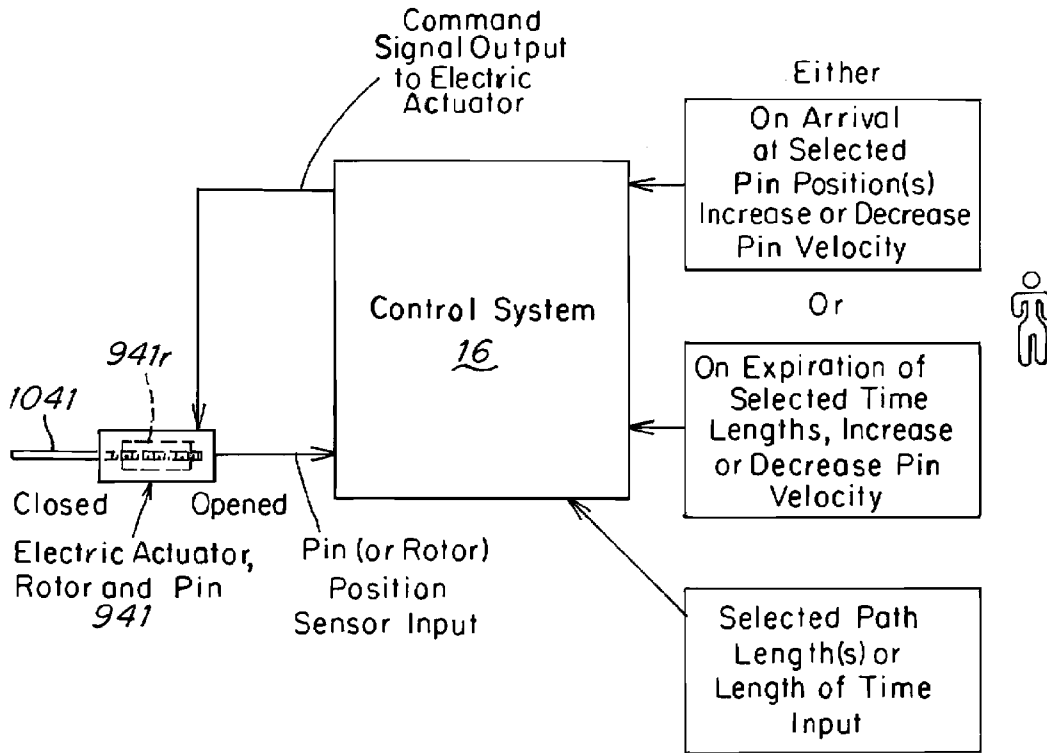 Command
Signal Output
to Electric
Actuator
Either
On Arrival
at Selected
Pin Position(s)
Increase or Decrease
Pin Velocity
Or
Control System
16
On Expiration of
Selected Time
Lengths, Increase
or Decrease Pin
Velocity
941r
1041
Closed
Opened
Electric Actuator,
Rotor and Pin
941
Pin (or Rotor)
Position
Sensor Input
Selected Path
Length(s) or
Length of Time
Input